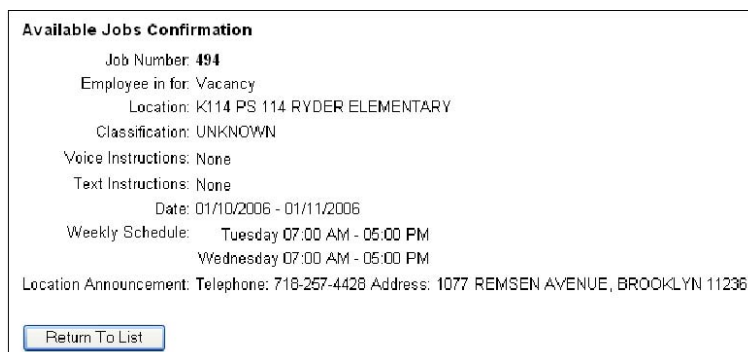 Available Jobs Confirmation
Job Number: 494
Employee in for: Vacancy
Location: K114 PS 114 RYDER ELEMENTARY
Classification: UNKNOWN
Voice Instructions: None
Text Instructions: None
Date: 01/10/2006 - 01/11/2006
Weekly Schedule: Tuesday 07:00 AM - 05:00 PM
Wednesday 07:00 AM - 05:00 PM
Location Announcement: Telephone: 718-257-4428 Address: 1077 REMSEN AVENUE, BROOKLYN 11236
Return To List